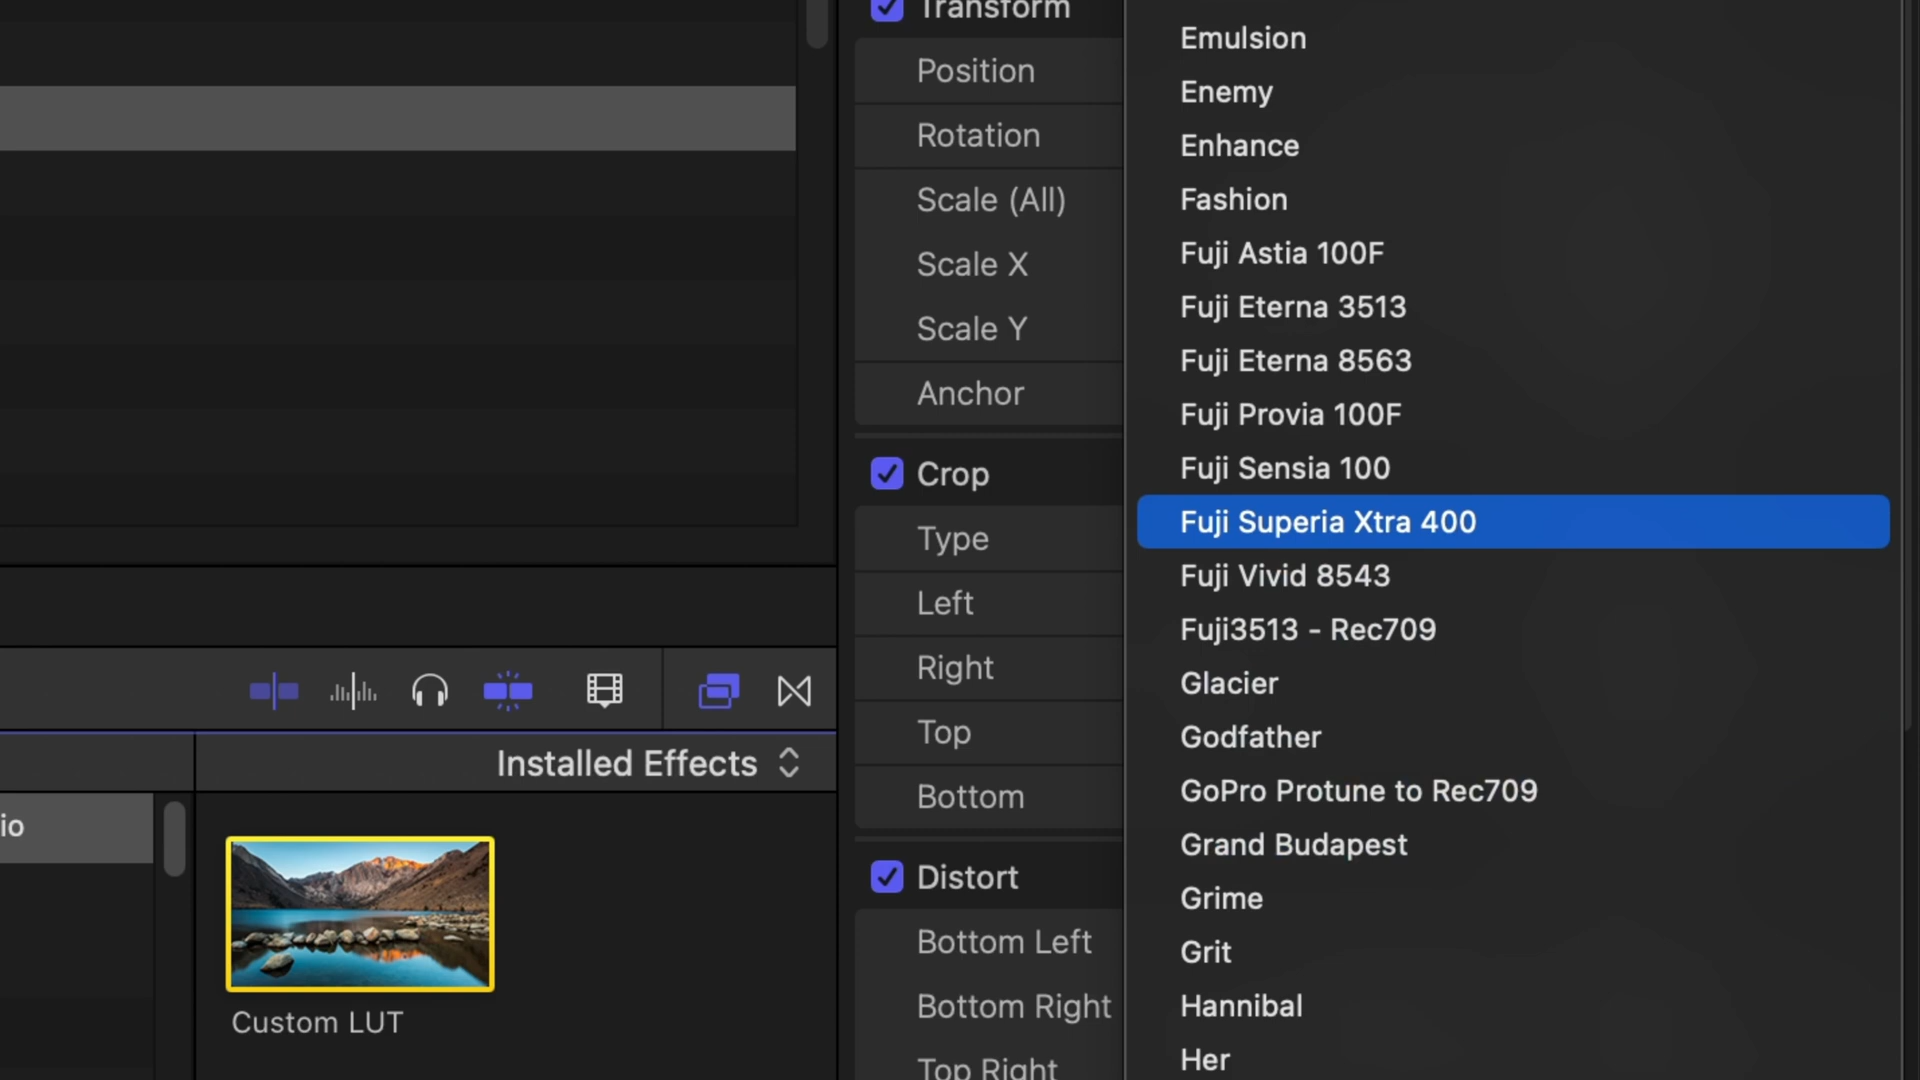 Transform
Position
Rotation
Scale (All)
Scale X
Scale Y
Anchor
Crop
Type
Left
Right
Top
Bottom
Distort
Bottom Left
Bottom Right
Top Right
Emulsion
Enemy
Enhance
Fashion
Fuji Astia 100F
Fuji Eterna 3513
Fuji Eterna 8563
Fuji Provia 100F
Fuji Sensia 100
Fuji Superia Xtra 400
Fuji Vivid 8543
Fuji3513 - Rec709
Glacier
Godfather
GoPro Protune to Rec709
Grand Budapest
Grime
Grit
Hannibal
Her
Installed Effects
io
Custom LUT